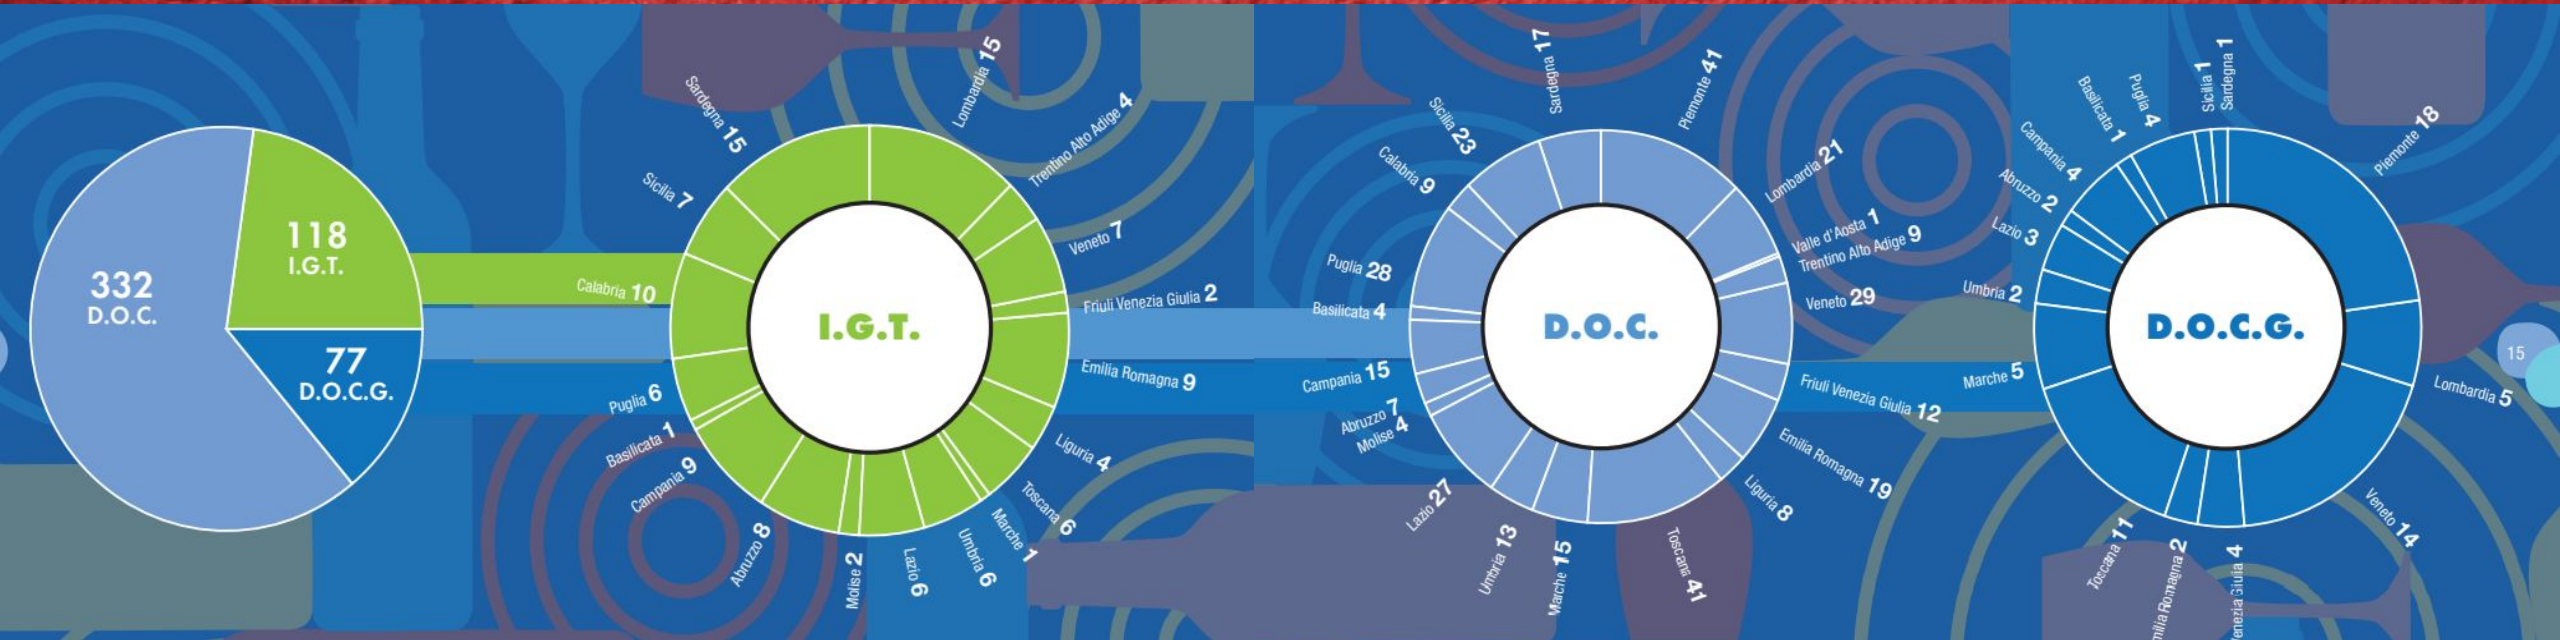 332
D.O.C.
118
I.G.T.
77
D.O.C.G.
I.G.T.
Lombardia 15
Trentino Alto Adige 4
Veneto 7
Friuli Venezia Giulia 2
Emilia Romagna 9
Liguria 4
Toscana 6
Marche 1
Umbria 6
Lazio 6
Molise 2
Abruzzo 8
Campania 9
Basilicata 1
Puglia 6
Calabria 10
Sicilia 7
Sardegna 15
D.O.C.
Piemonte 41
Lombardia 21
Valle d'Aosta 1
Trentino Alto Adige 9
Veneto 29
Friuli Venezia Giulia 12
Emilia Romagna 19
Liguria 8
Toscana 41
Marche 15
Umbria 13
Lazio 27
Molise 4
Abruzzo 7
Campania 15
Basilicata 4
Puglia 28
Calabria 9
Sicilia 23
Sardegna 17
D.O.C.G.
Piemonte 18
Lombardia 5
Veneto 14
enezia Giulia 4
milia Romagna 2
Toscana 11
Marche 5
Umbria 2
Lazio 3
Abruzzo 2
Campania 4
Basilicata 1
Puglia 4
Sicilia 1
Sardegna 1
15